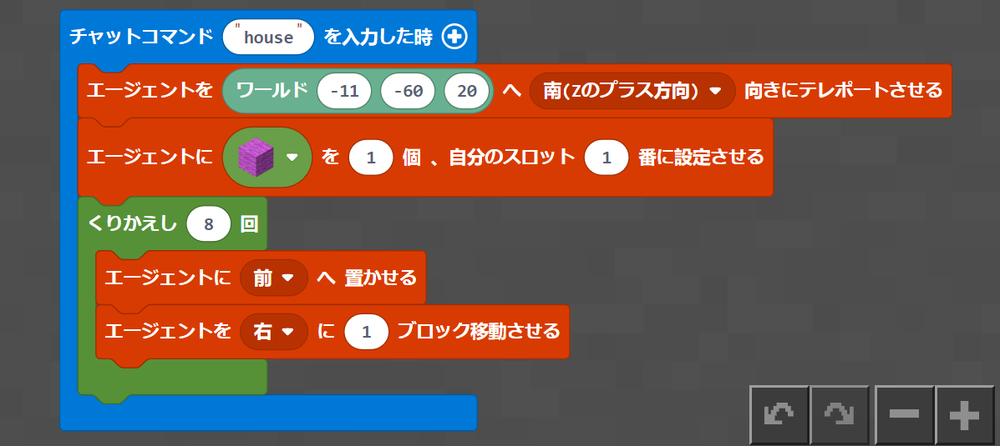 チャットコマンド "house" を入力した時
エージェントを ワールド -11 -60 20 へ 南(Zのプラス方向) 向きにテレポートさせる
エージェントに を 1 個 、自分のスロット 1 番に設定させる
くりかえし 8 回
エージェントに 前 へ 置かせる
エージェントを 右 に 1 ブロック移動させる